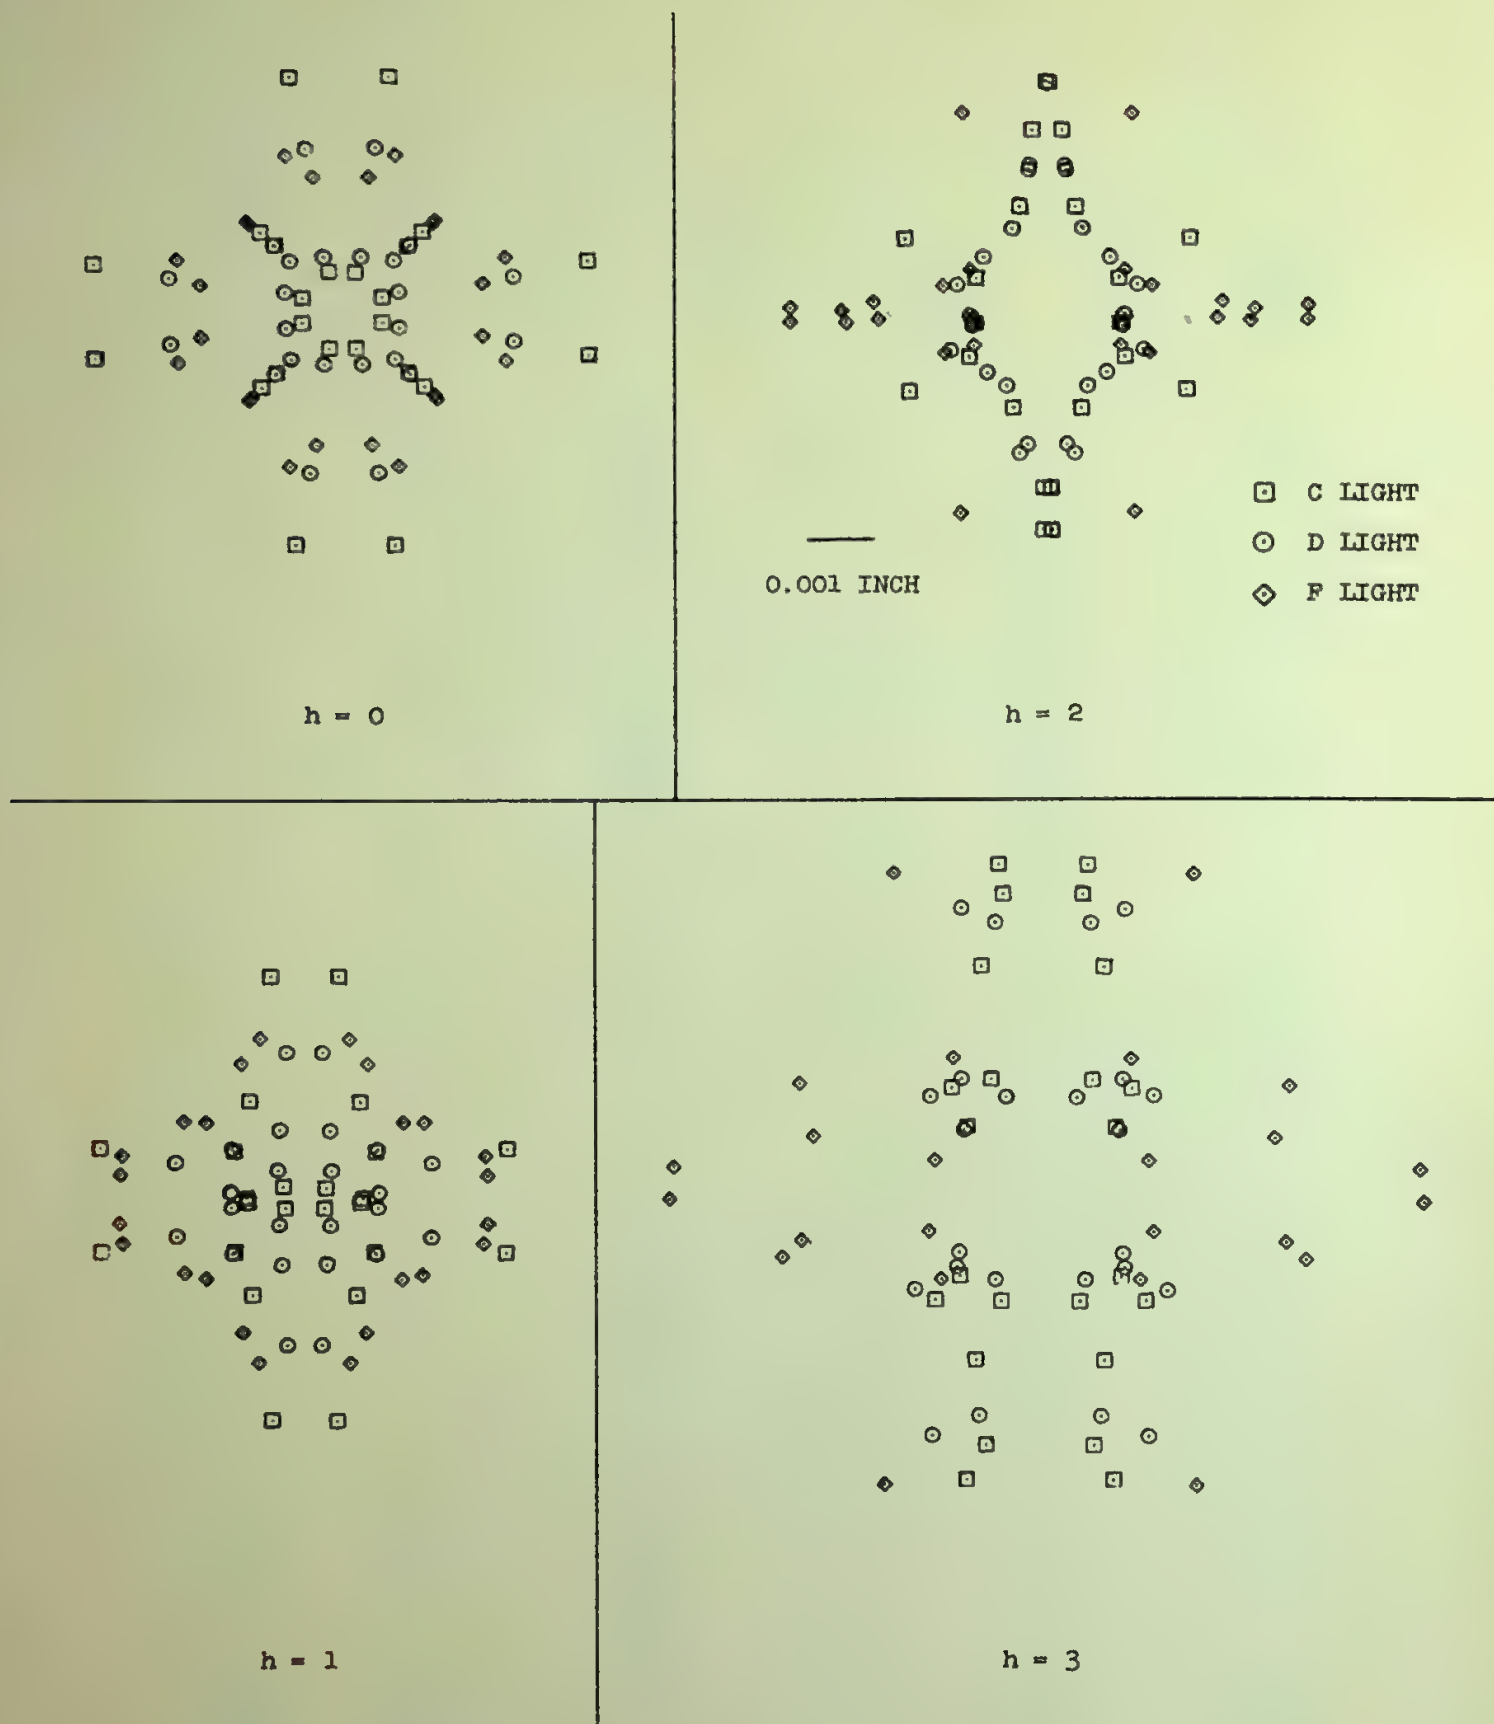 C LIGHT
D LIGHT
0.001 INCH
F LIGHT
h = 0
h = 2
h = 1
h = 3